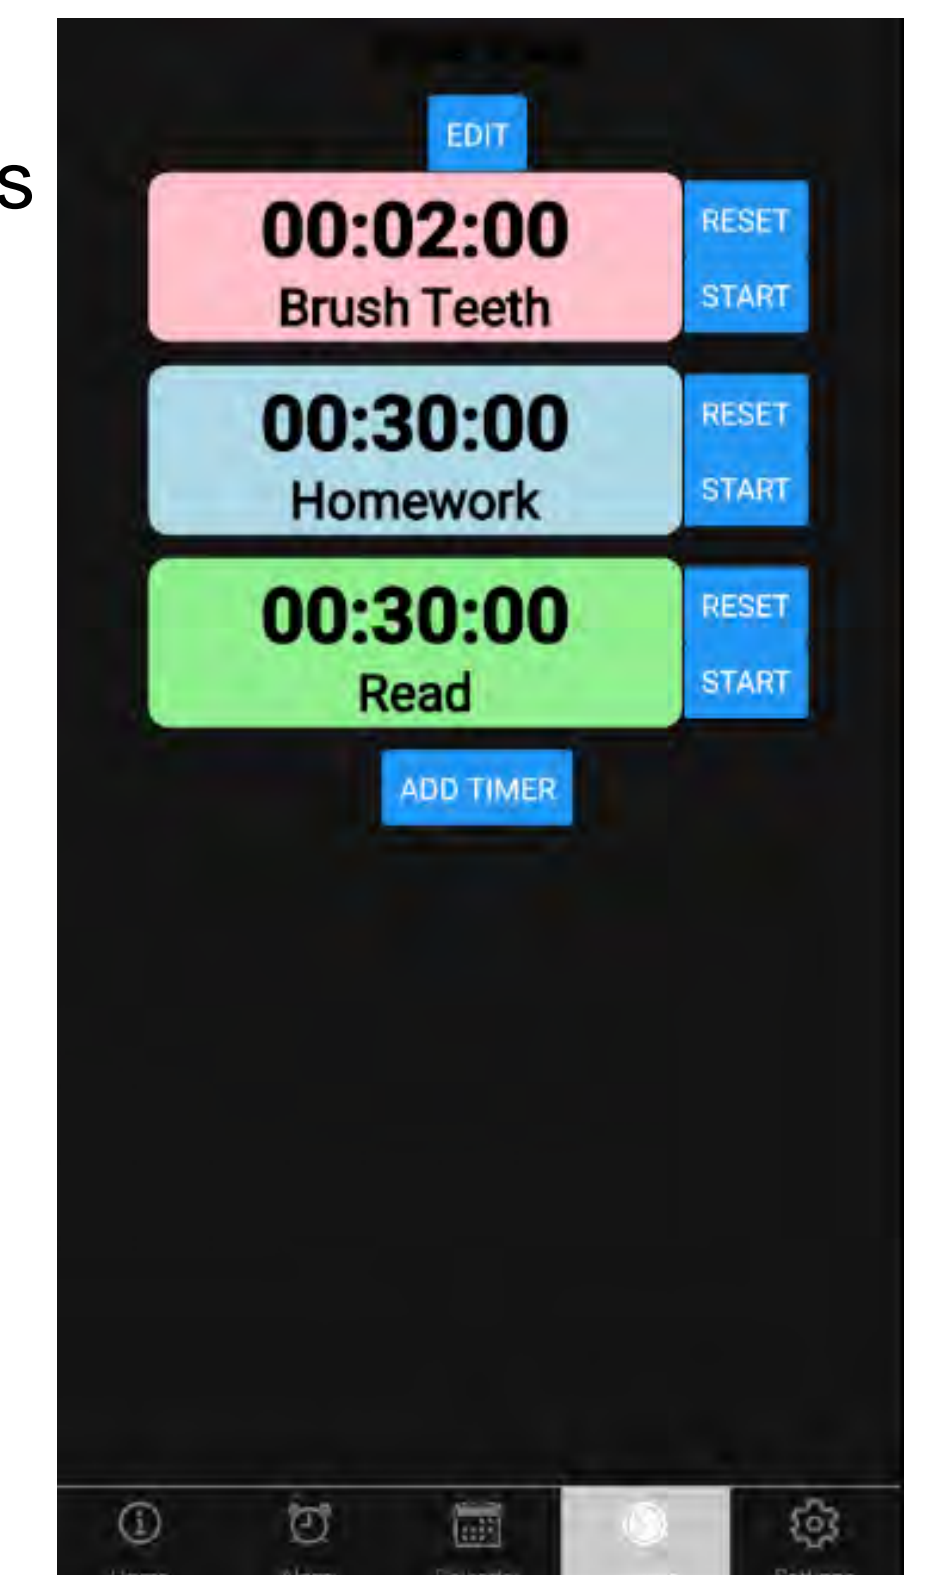 s
EDIT
00:02:00
Brush Teeth
RESET
START
00:30:00
Homework
RESET
START
00:30:00
Read
RESET
START
ADD TIMER